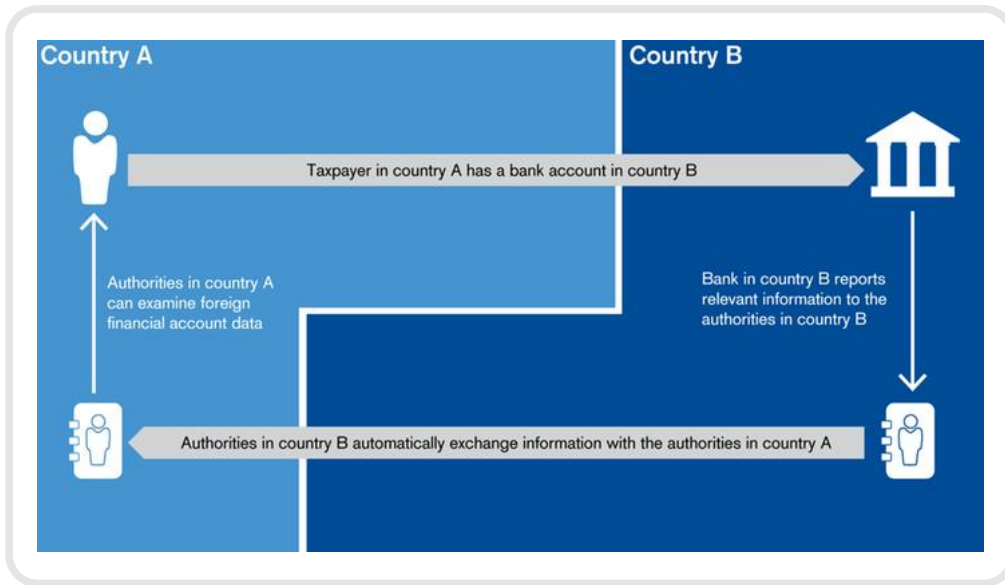 Country A
Country B
Taxpayer in country A has a bank account in country B
Authorities in country A
can examine foreign
financial account data
Bank in country B reports
relevant information to the
authorities in country B
Authorities in country B automatically exchange information with the authorities in country A